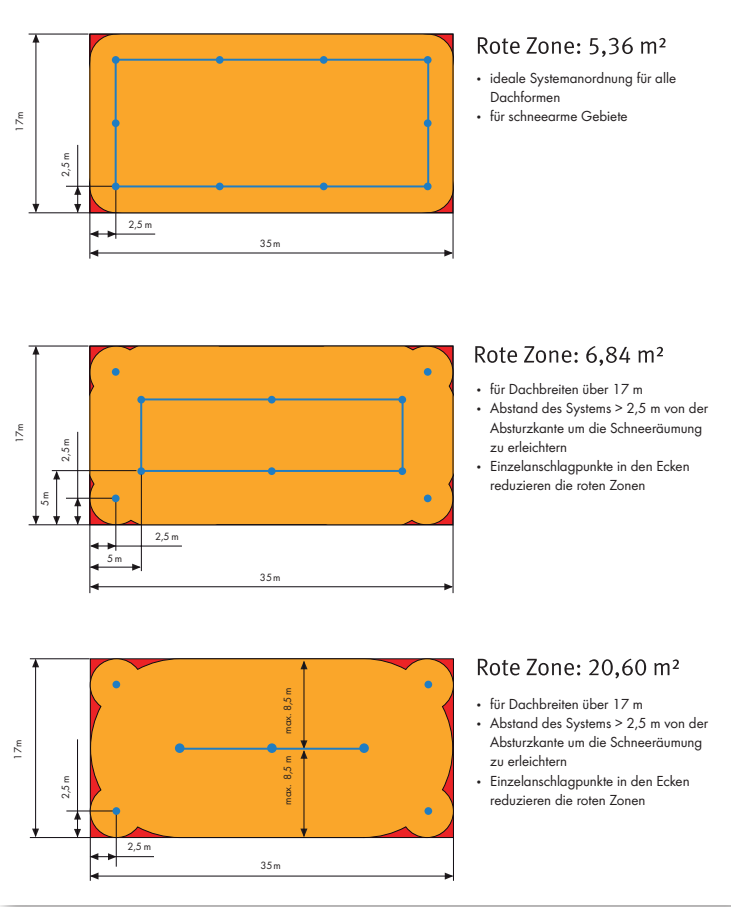 Rote Zone: 5,36 m²
• ideale Systemanordnung für alle
Dachformen
• für schneearme Gebiete
17m
2,5 m
2,5 m
35m
Rote Zone: 6,84 m²
• für Dachbreiten über 17 m
• Abstand des Systems > 2,5 m von der
Absturzkante um die Schneeräumung
zu erleichtern
• Einzelanschlagpunkte in den Ecken
reduzieren die roten Zonen
17m
2,5 m
5m
2,5 m
5 m
35m
Rote Zone: 20,60 m²
• für Dachbreiten über 17 m
• Abstand des Systems > 2,5 m von der
Absturzkante um die Schneeräumung
zu erleichtern
• Einzelanschlagpunkte in den Ecken
reduzieren die roten Zonen
max. 8,5 m
max. 8,5 m
17m
2,5 m
2,5 m
35m